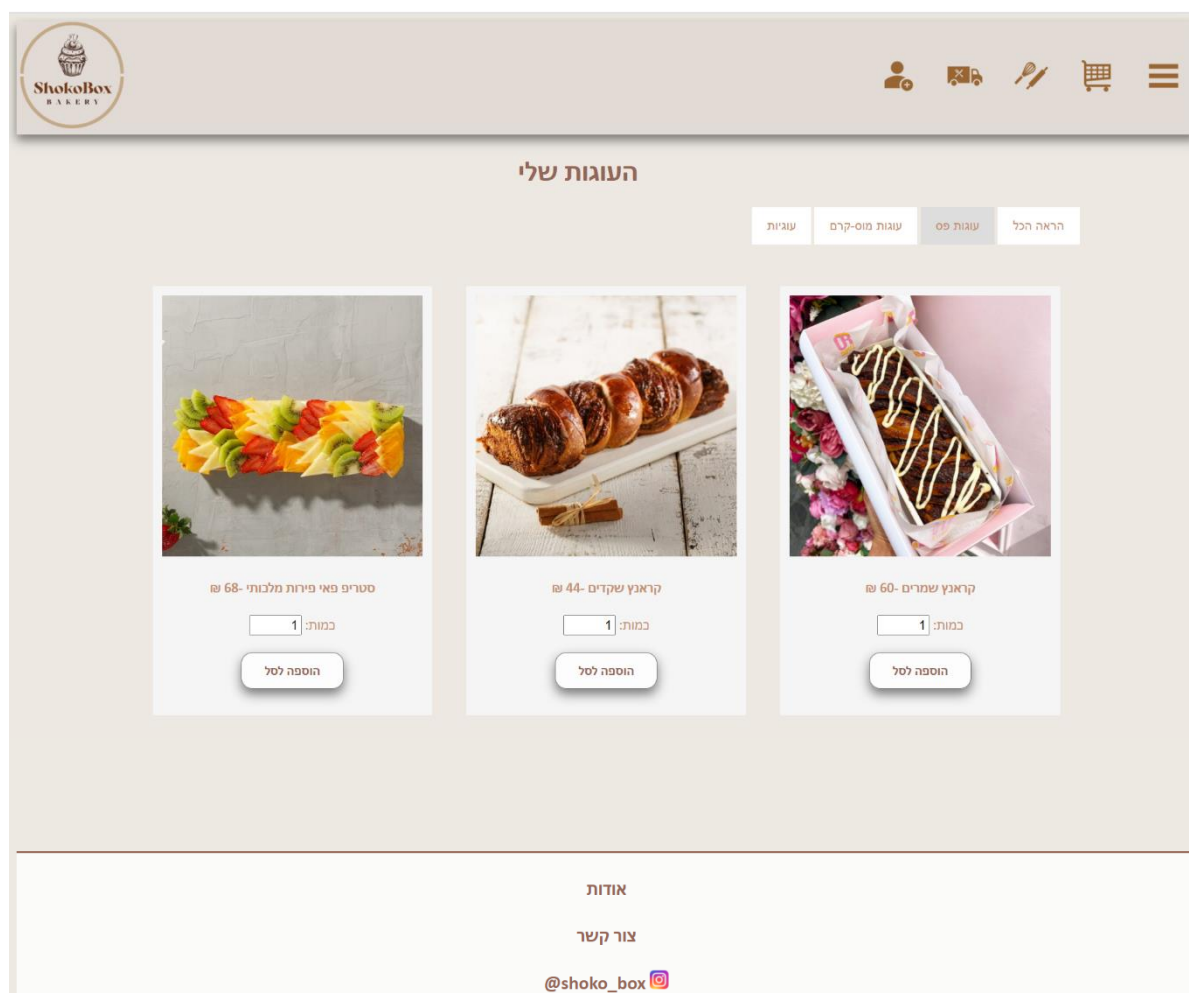 ShokoBox
BAKERY
העוגות שלי
הראה הכל
עוגות פס
עוגות מוס-קרם
עוגיות
קראנץ שמרים -60 ₪
כמות: 1
הוספה לסל
קראנץ שקדים -44 ₪
כמות: 1
הוספה לסל
סטריפ פאי פירות מלכותי -68 ₪
כמות: 1
הוספה לסל
אודות
צור קשר
@shoko_box